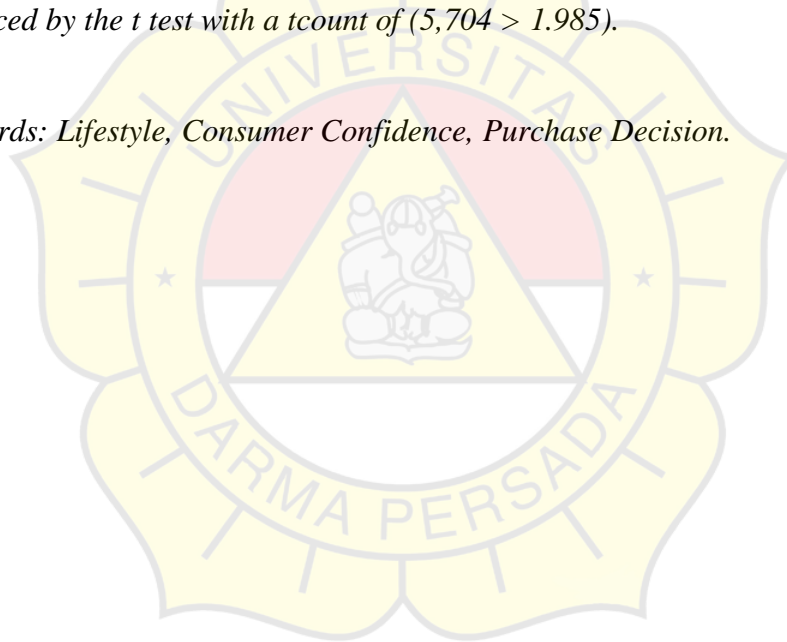 ced by the t test with a tcount of (5,704 > 1.985).
rds: Lifestyle, Consumer Confidence, Purchase Decision.
UNIVERSITAS
DARMA PERSADA